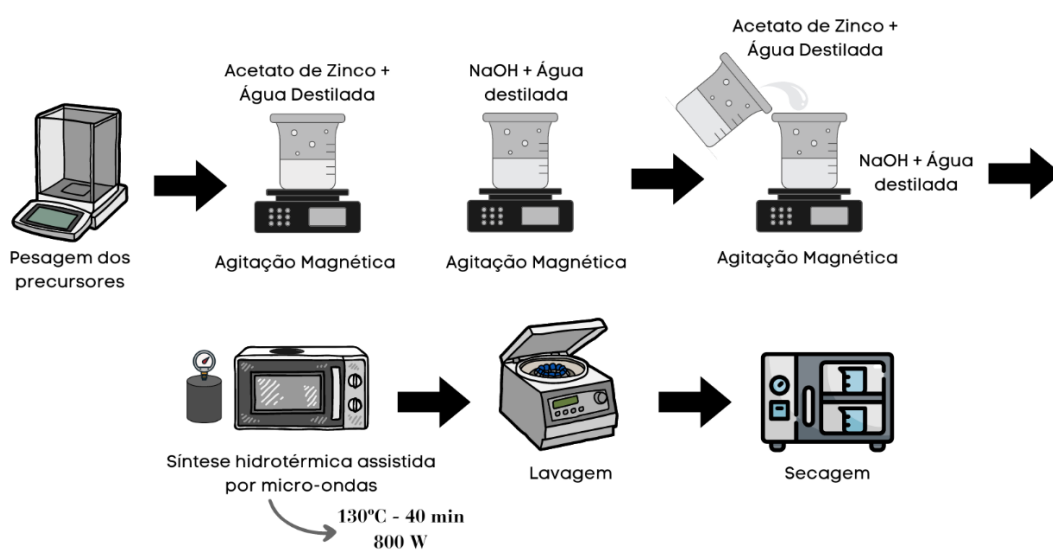 Pesagem dos
precursores
Acetato de Zinco +
Água Destilada
Agitação Magnética
NaOH + Água
destilada
Agitação Magnética
Acetato de Zinco +
Água Destilada
NaOH + Água
destilada
Agitação Magnética
Síntese hidrotérmica assistida
por micro-ondas
130ºC - 40 min
800 W
Lavagem
Secagem